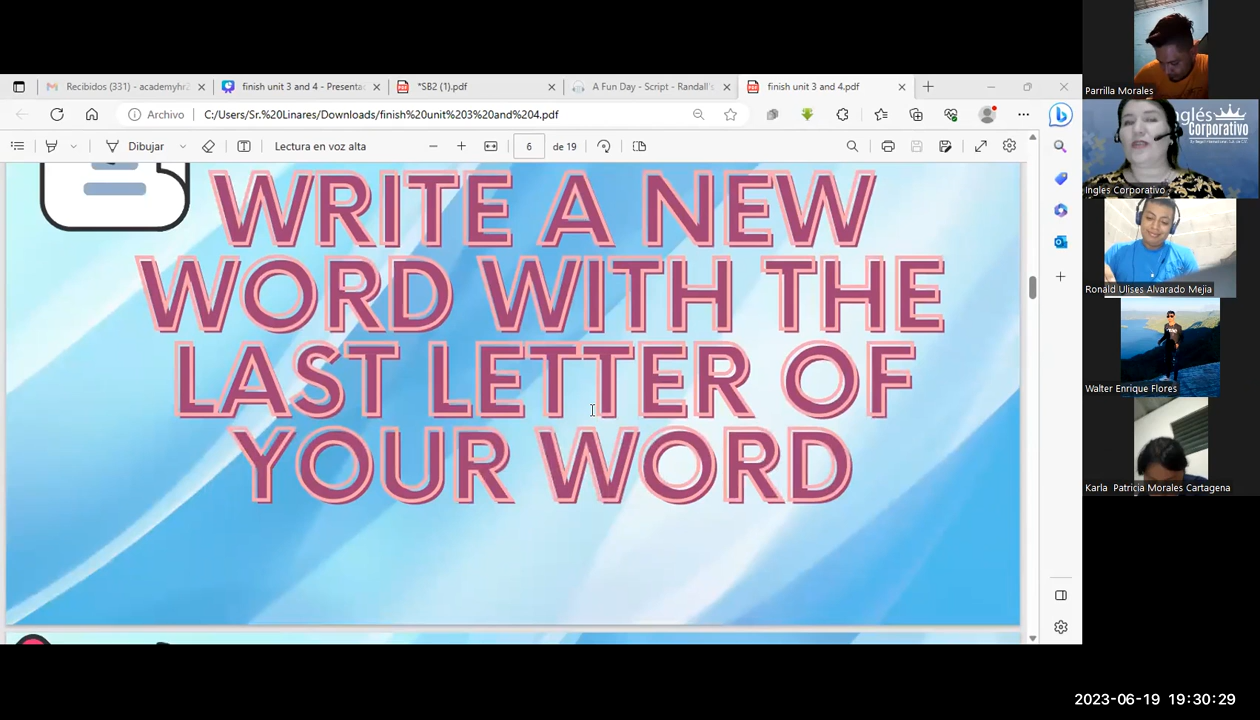 Recibidos (331) - academyhr
finish unit 3 and 4 - Presenta
*SB2 (1).pdf
A Fun Day - Script - Randall's
finish unit 3 and 4.pdf
Archivo
C:/Users/Sr.%20Linares/Downloads/finish%20unit%203%20and%204.pdf
Dibujar
Lectura en voz alta
6
de 19
WRITE A NEW
WORD WITH THE
LAST LETTER OF
YOUR WORD
Parrilla Morales
Inglés
Corporativo
Ingles Corporativo
Ronald Ulises Alvarado Mejia
Walter Enrique Flores
Karla Patricia Morales Cartagena
2023-06-19 19:30:29